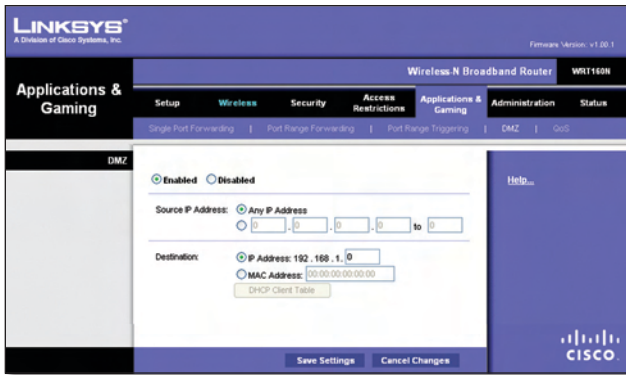 LINKSYS®
A Division of Cisco Systems, Inc.
Firmware Version: v1.00.1
Wireless-N Broadband Router WRT160N
Applications & Gaming
Setup Wireless Security Access Restrictions Applications & Gaming Administration Status
Single Port Forwarding | Port Range Forwarding | Port Range Triggering | DMZ | QoS
DMZ
Enabled Disabled
Help...
Source IP Address: Any IP Address
0 . 0 . 0 . 0 to 0
Destination: IP Address: 192 . 168 . 1. 0
MAC Address: 00:00:00:00:00:00
DHCP Client Table
Save Settings Cancel Changes
CISCO